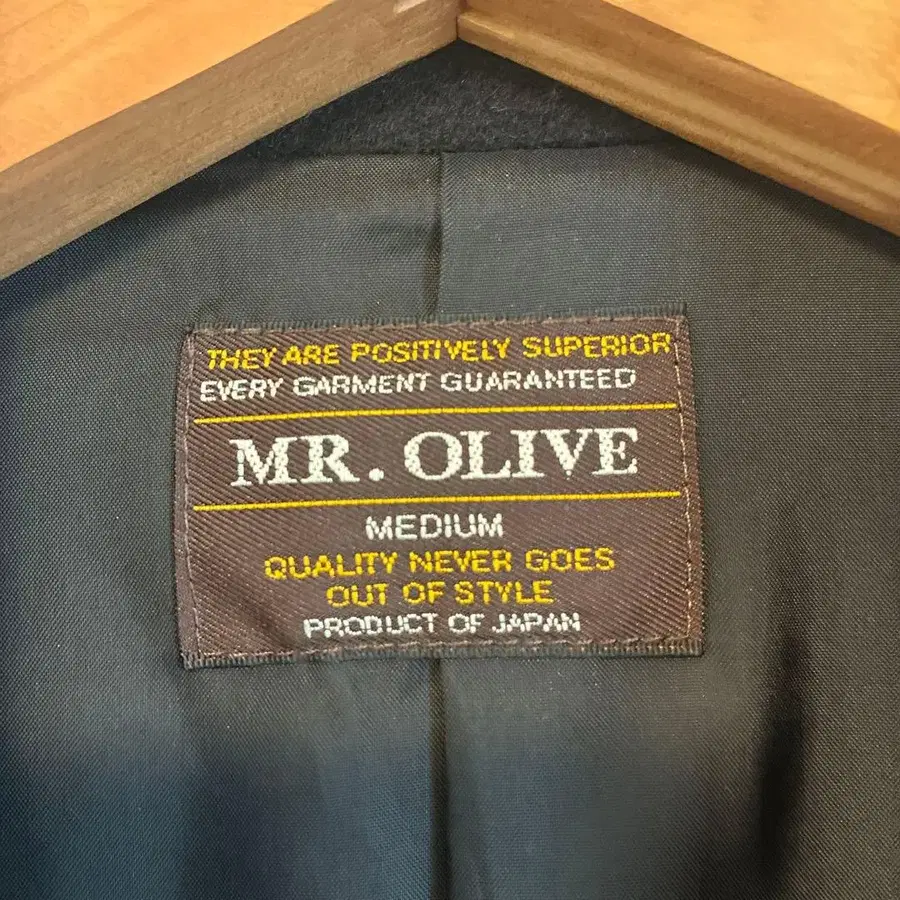 THEY ARE POSITIVELY SUPERIOR
EVERY GARMENT GUARANTEED
MR. OLIVE
MEDIUM
QUALITY NEVER GOES
OUT OF STYLE
PRODUCT OF JAPAN